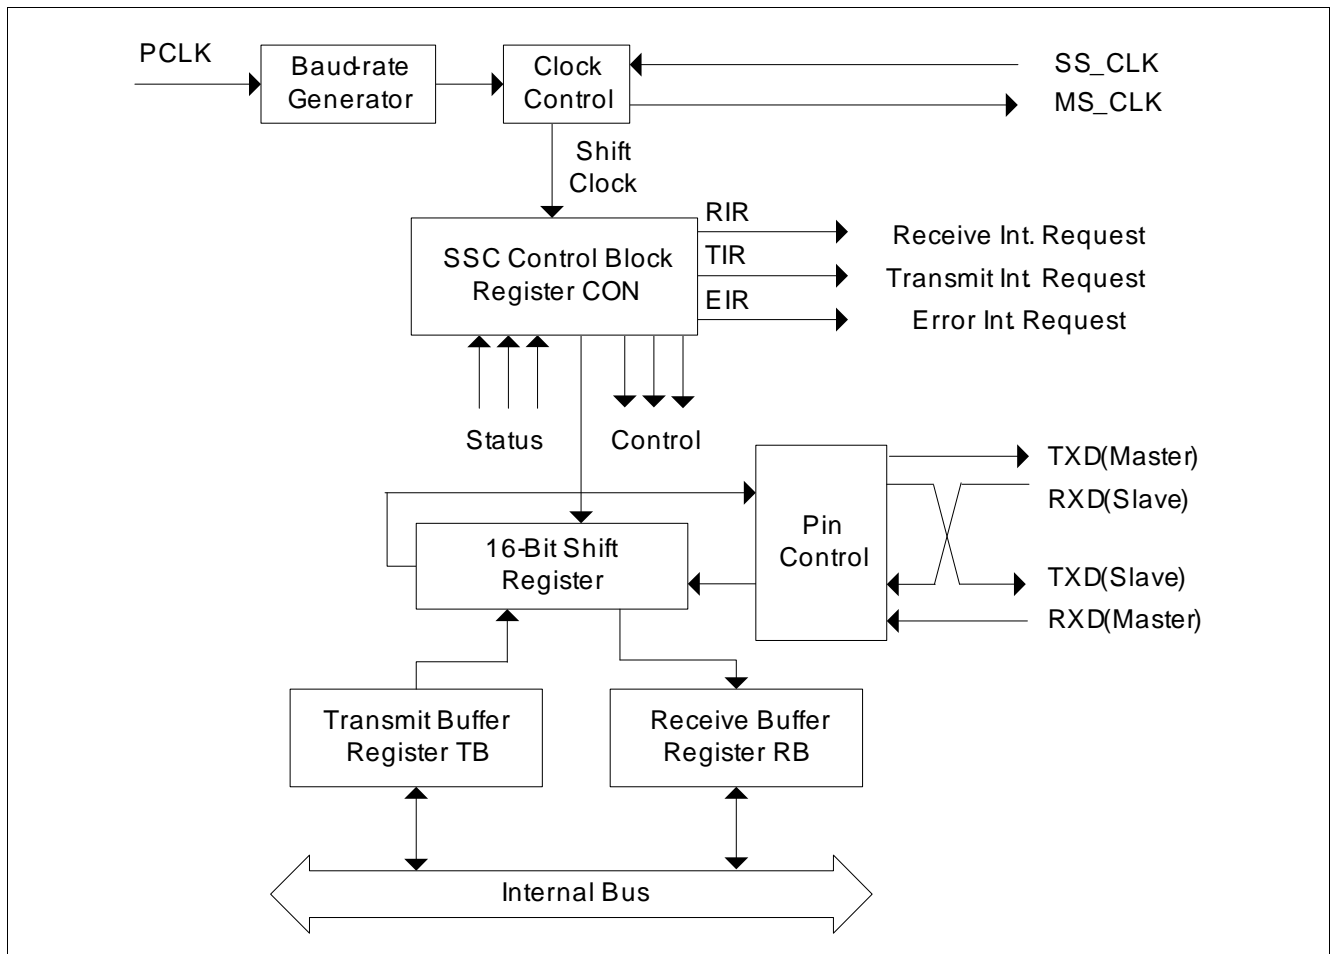 PCLK
Baud-rate
Generator
Clock
Control
SS_CLK
MS_CLK
Shift
Clock
SSC Control Block
Register CON
RIR
TIR
EIR
Receive Int. Request
Transmit Int. Request
Error Int. Request
Status
Control
16-Bit Shift
Register
Pin
Control
TXD(Master)
RXD(Slave)
TXD(Slave)
RXD(Master)
Transmit Buffer
Register TB
Receive Buffer
Register RB
Internal Bus